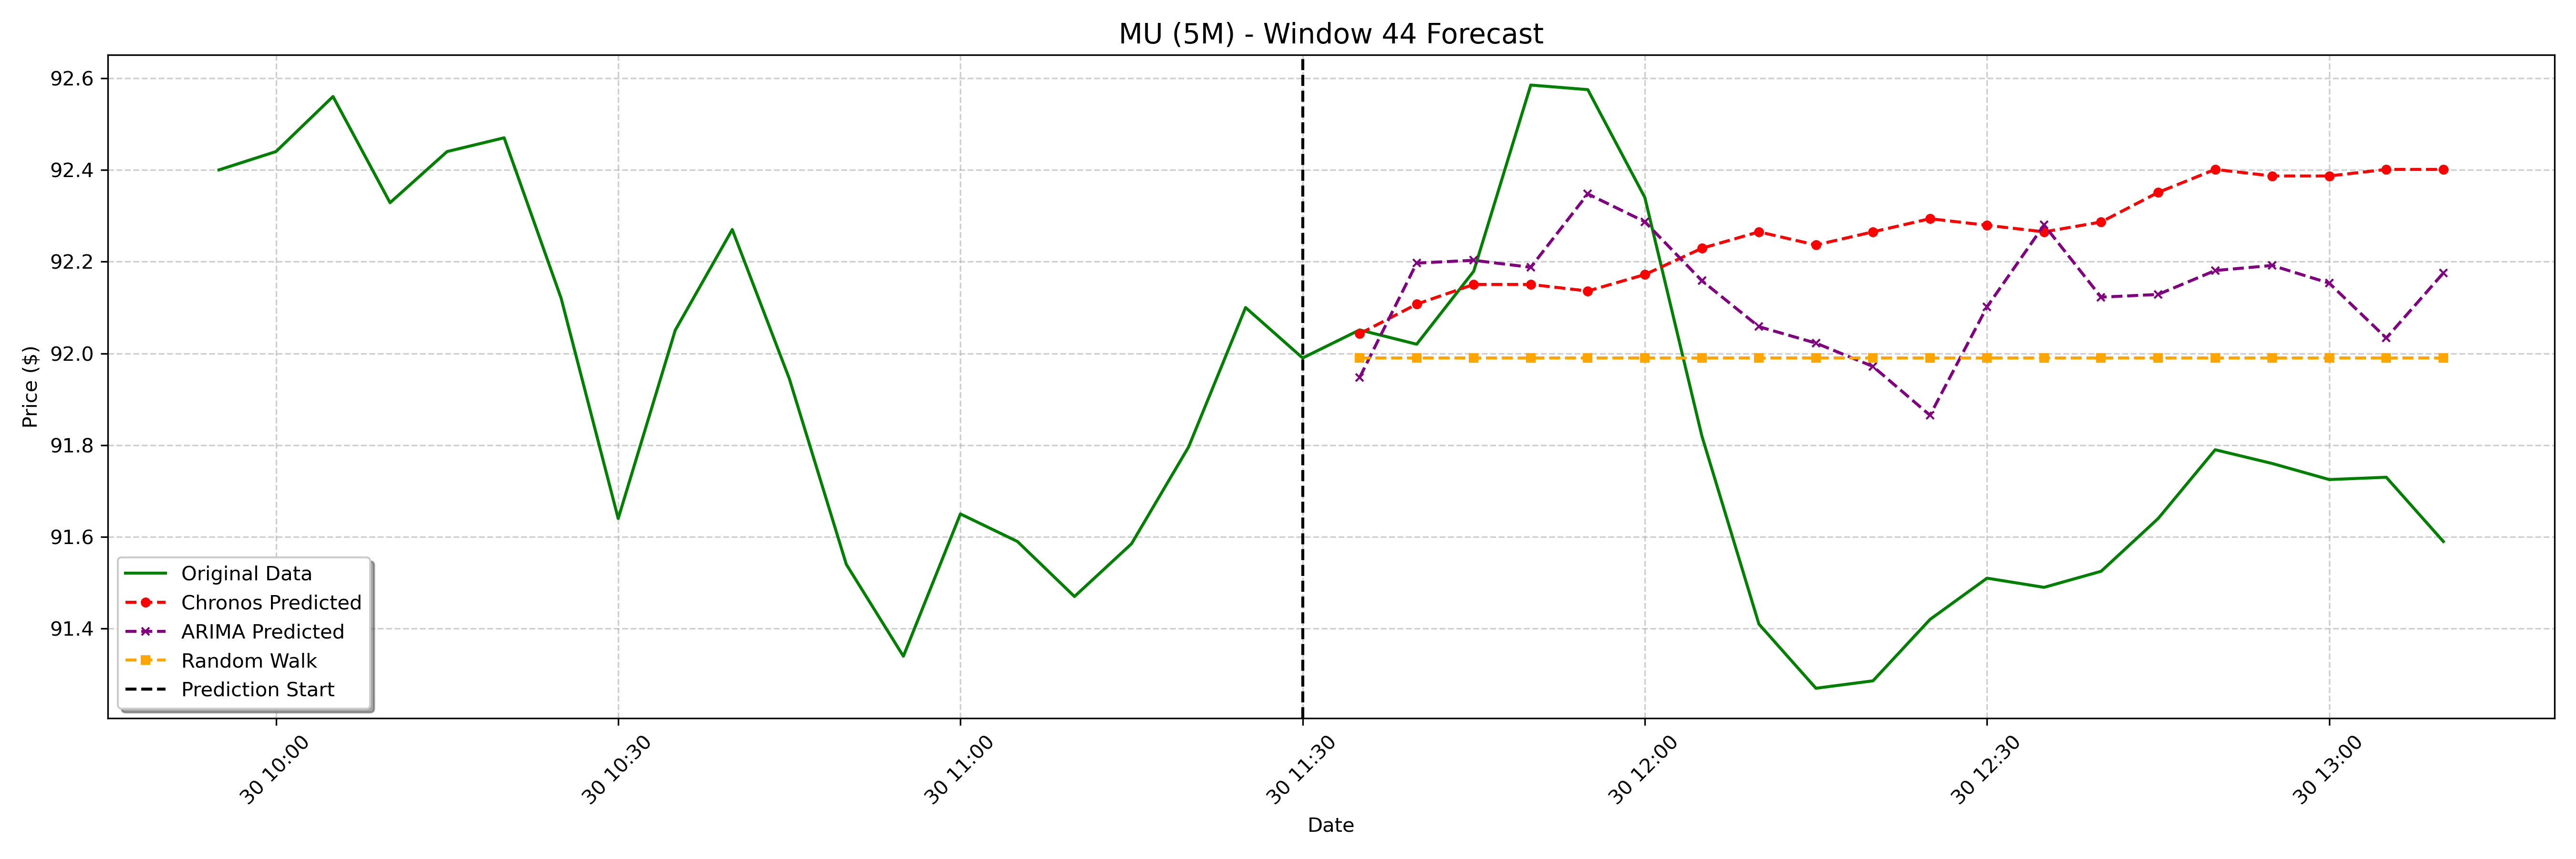 MU (5M) - Window 44 Forecast
Price ($)
92.6
92.4
92.2
92.0
91.8
91.6
91.4
Original Data
Chronos Predicted
ARIMA Predicted
Random Walk
Prediction Start
30 10:00
30 10:30
30 11:00
30 11:30
30 12:00
30 12:30
30 13:00
Date